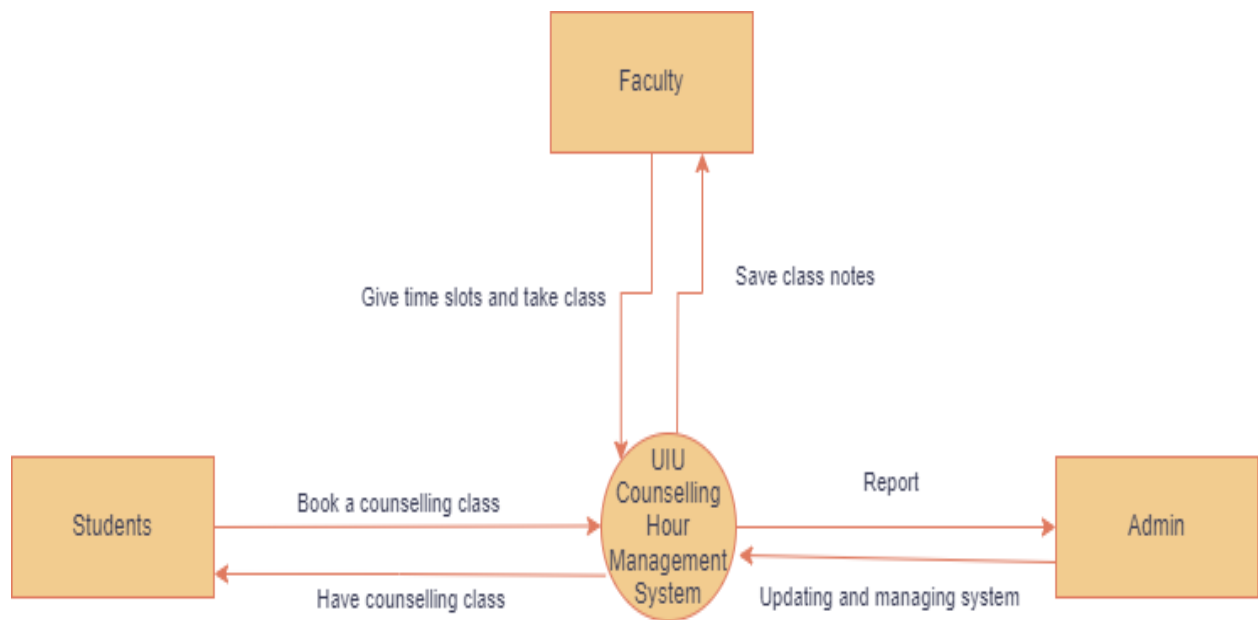 Faculty
Give time slots and take class
Save class notes
Students
Book a counselling class
Have counselling class
UIU
Counselling
Hour
Management
System
Report
Updating and managing system
Admin